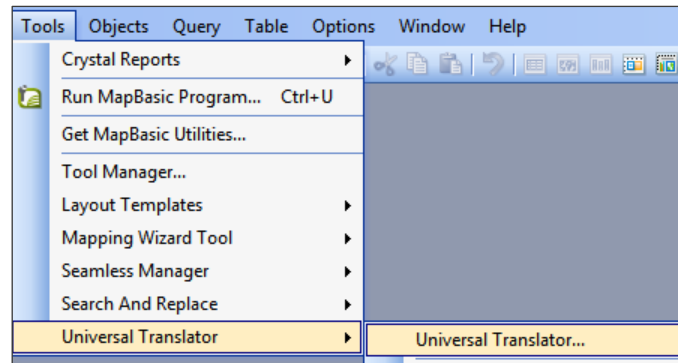 Tools Objects Query Table Options Window Help
Crystal Reports
Run MapBasic Program... Ctrl+U
Get MapBasic Utilities...
Tool Manager...
Layout Templates
Mapping Wizard Tool
Seamless Manager
Search And Replace
Universal Translator
Universal Translator...